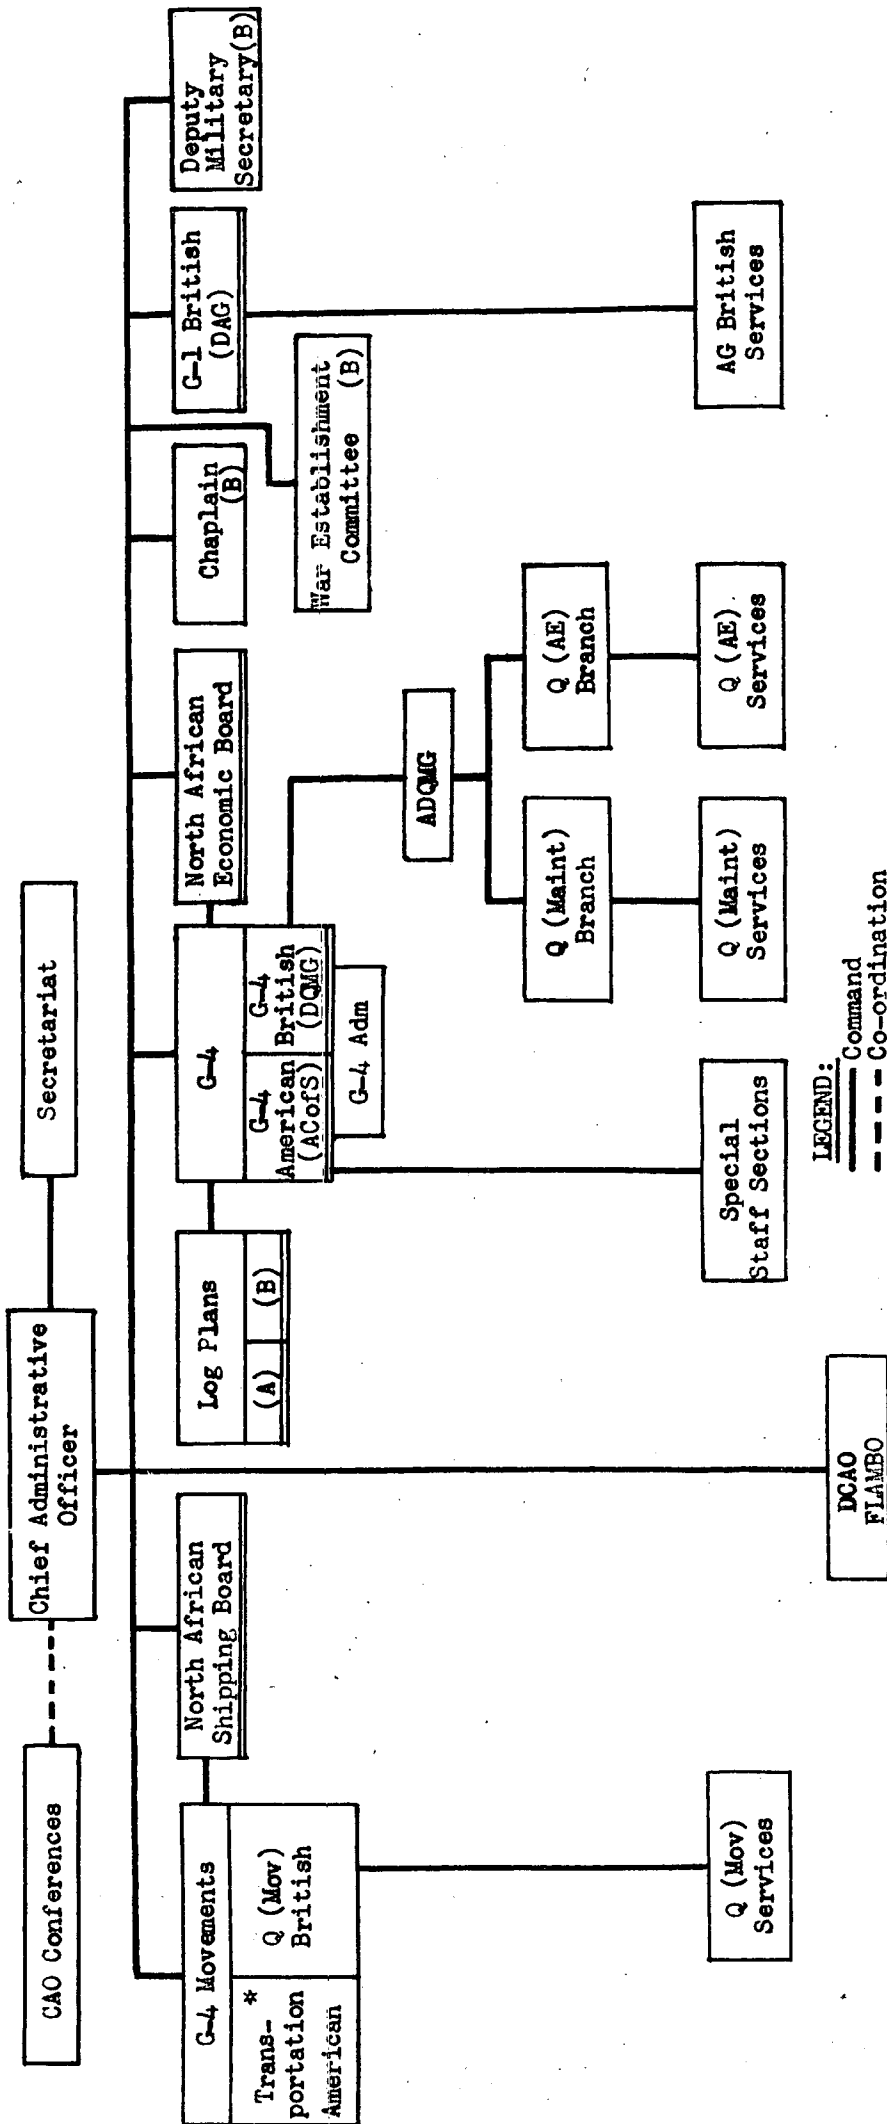 CAO Conferences
Chief Administrative
Officer
Secretariat
G-4 Movements
Trans-*
portation
American
Q (Mov)
British
North African
Shipping Board
Log Plans
(A)
(B)
G-4
G-4
American
(ACofS)
G-4
British
(DQMG)
G-4 Adm
North African
Economic Board
Chaplain
(B)
War Establishment
Committee (B)
G-1 British
(DAG)
Deputy
Military
Secretary(B)
ADQMG
Q (Maint)
Branch
Q (AE)
Branch
Q (Mov)
Services
DCAO
FLAMBO
Special
Staff Sections
Q (Maint)
Services
Q (AE)
Services
AG British
Services
LEGEND:
Command
Co-ordination